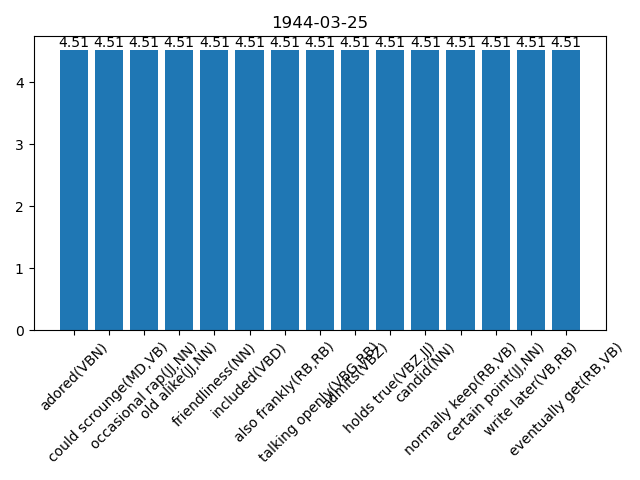 1944-03-25
4.51 4.51 4.51 4.51 4.51 4.51 4.51 4.51 4.51 4.51 4.51 4.51 4.51 4.51 4.51
4
3
2
1
0
adored(VBN)
could scrounge(MD,VB)
occasional rap(JJ,NN)
old alike(JJ,NN)
friendliness(NN)
included(VBD)
also frankly(RB,RB)
talking openly(VBG,RB)
admits(VBZ)
holds true(VBZ,JJ)
candid(NN)
normally keep(RB,VB)
certain point(JJ,NN)
write later(VB,RB)
eventually get(RB,VB)